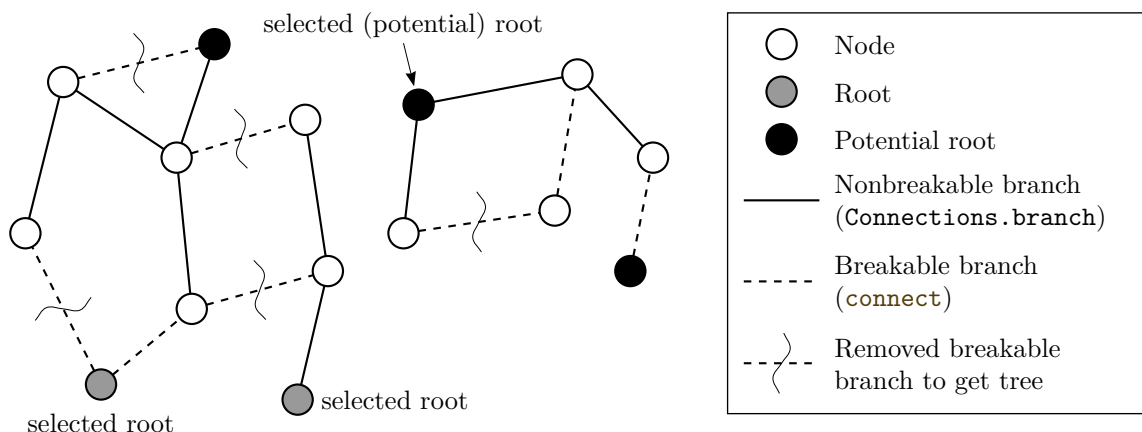 selected (potential) root
selected root
selected root
Node
Root
Potential root
Nonbreakable branch
(Connections.branch)
Breakable branch
(connect)
Removed breakable
branch to get tree